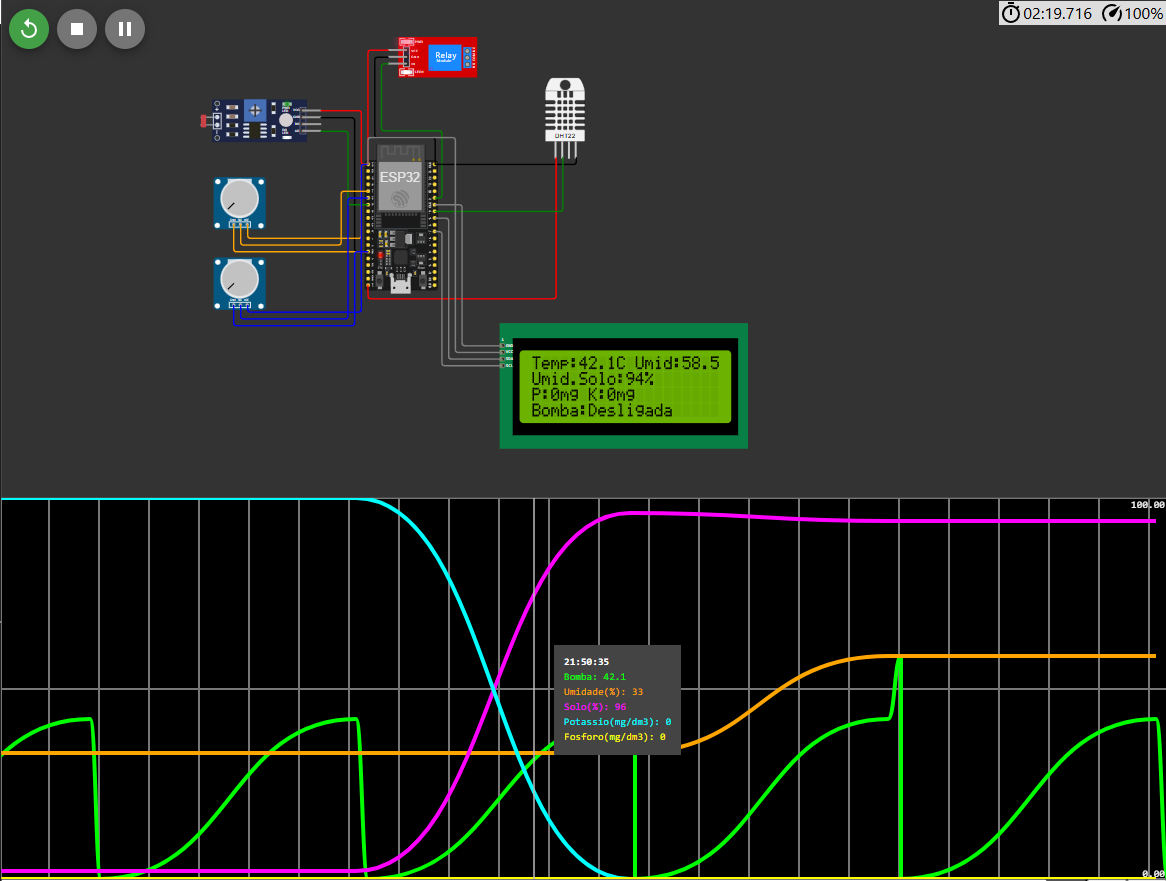 02:19.716 100%
Relay
Module
DHT22
ESP32
Temp:42.1C Umid:58.5
Umid.Solo:94%
P:0mg K:0mg
Bomba:Desligada
100.00
21:50:35
Bomba: 42.1
Umidade(%): 33
Solo(%): 96
Potassio(mg/dm3): 0
Fosforo(mg/dm3): 0
0.00